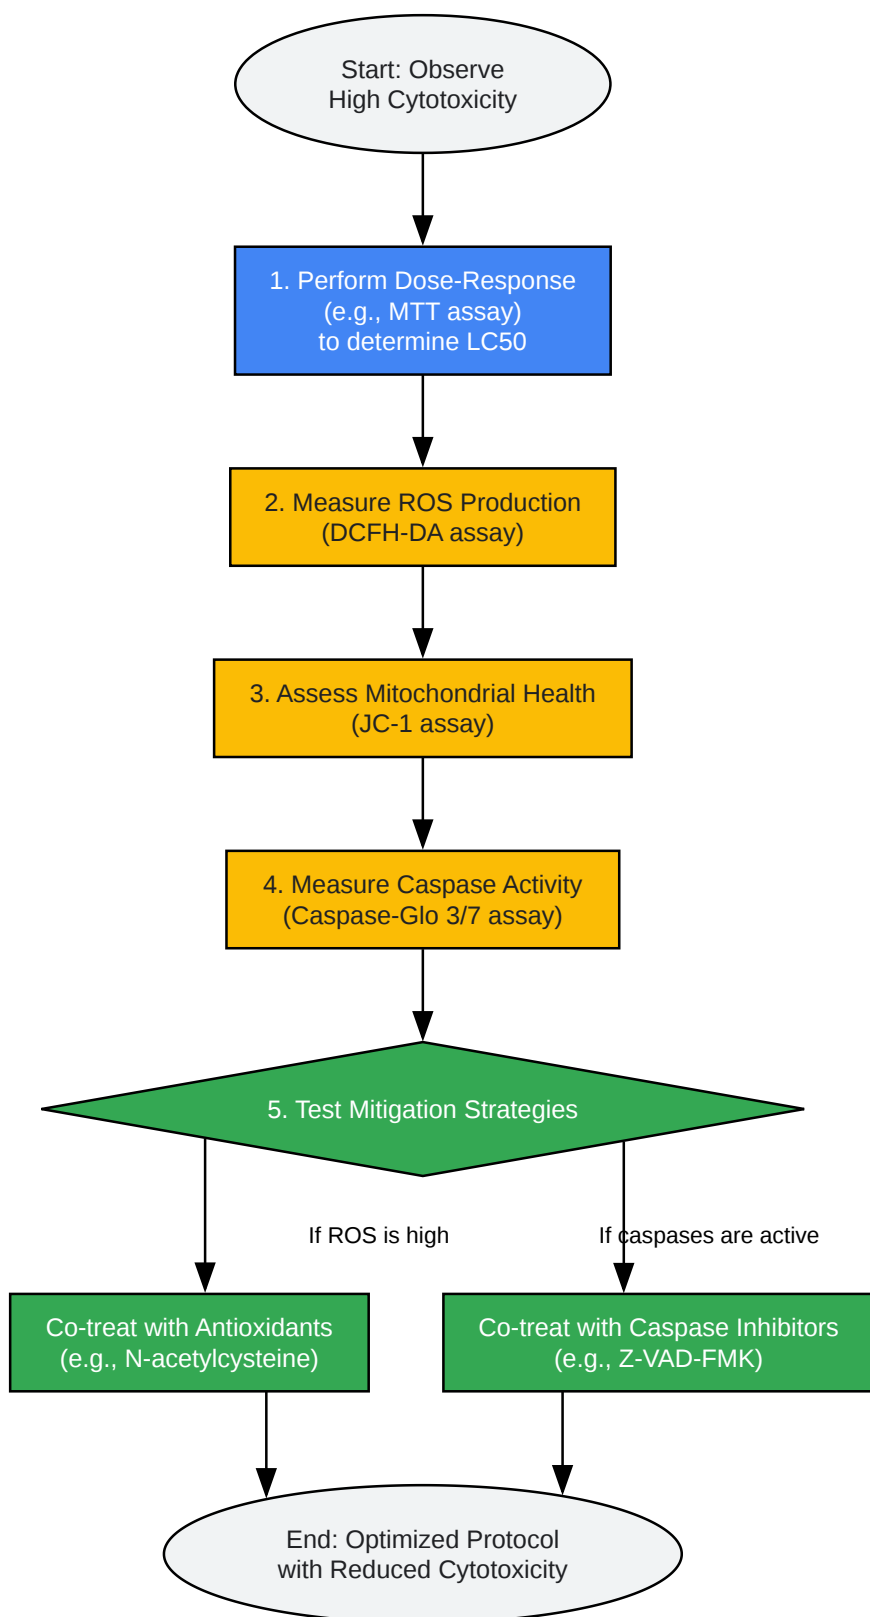 Start: Observe
High Cytotoxicity
1. Perform Dose-Response
(e.g., MTT assay)
to determine LC50
2. Measure ROS Production
(DCFH-DA assay)
3. Assess Mitochondrial Health
(JC-1 assay)
4. Measure Caspase Activity
(Caspase-Glo 3/7 assay)
5. Test Mitigation Strategies
If ROS is high
If caspases are active
Co-treat with Antioxidants
(e.g., N-acetylcysteine)
Co-treat with Caspase Inhibitors
(e.g., Z-VAD-FMK)
End: Optimized Protocol
with Reduced Cytotoxicity